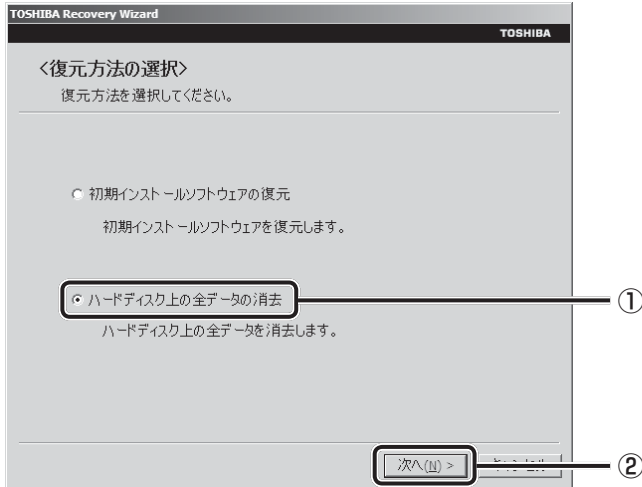 TOSHIBA Recovery Wizard
TOSHIBA
<復元方法の選択>
復元方法を選択してください。
初期インストールソフトウェアの復元
初期インストールソフトウェアを復元します。
ハードディスク上の全データの消去
①
ハードディスク上の全データを消去します。
次へ(N) >
②